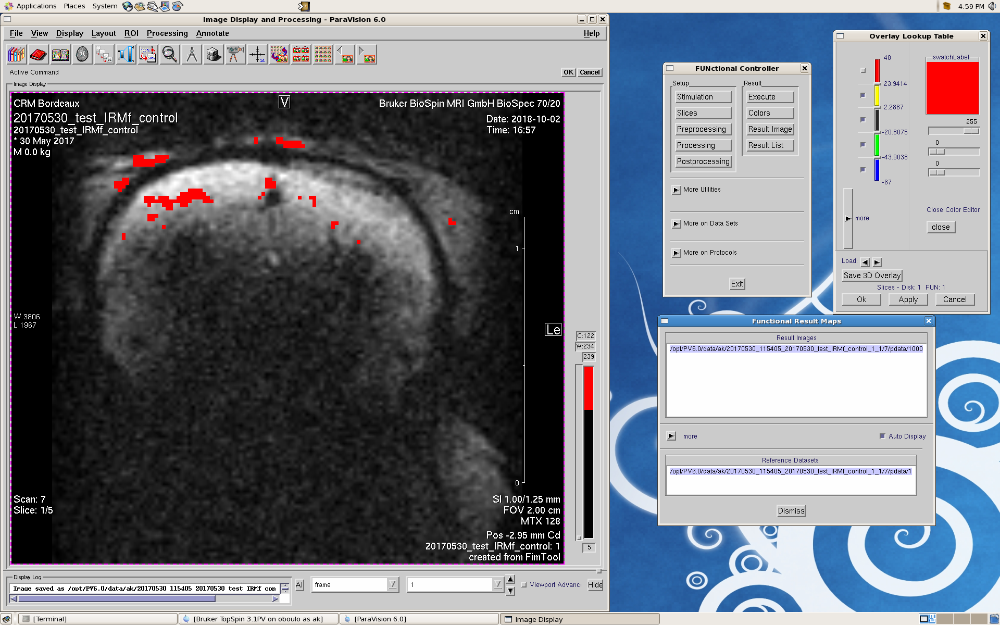 Applications Places System
4:59 PM
Image Display and Processing - ParaVision 6.0
File View Display Layout ROI Processing Annotate Help
Active Command
OK Cancel
Image Display
CRM Bordeaux
20170530_test_IRMf_control
20170530_test_IRMf_control
* 30 May 2017
M 0.0 kg
V
Bruker BioSpin MRI GmbH BioSpec 70/20
Date: 2018-10-02
Time: 16:57
cm
1
0
W 3806
L 1967
Le
C:122
W:234
239
5
Scan: 7
Slice: 1/5
SI 1.00/1.25 mm
FOV 2.00 cm
MTX 128
Pos -2.95 mm Cd
20170530_test_IRMf_control: 1
created from FimTool
Display Log
Image saved as /opt/PV6.0/data/ak/20170530_115405_20170530_test_IRMf_con
Al
frame
1
Viewport Advanc
Hide
FUNctional Controller
Setup
Stimulation
Slices
Preprocessing
Processing
Postprocessing
Result
Execute
Colors
Result Image
Result List
More Utilities
More on Data Sets
More on Protocols
Exit
Overlay Lookup Table
48
23.9414
2.2887
-20.8075
-43.9038
-67
more
swatchLabel
255
0
0
Close Color Editor
close
Load:
Save 3D Overlay
Slices - Disk: 1 FUN: 1
Ok Apply Cancel
Functional Result Maps
Result Images
/opt/PV6.0/data/ak/20170530_115405_20170530_test_IRMf_control_1_1/7/pdata/1000
more
Auto Display
Reference Datasets
/opt/PV6.0/data/ak/20170530_115405_20170530_test_IRMf_control_1_1/7/pdata/1
Dismiss
[Terminal]
[Bruker TopSpin 3.1PV on oboulo as ak]
[ParaVision 6.0]
Image Display